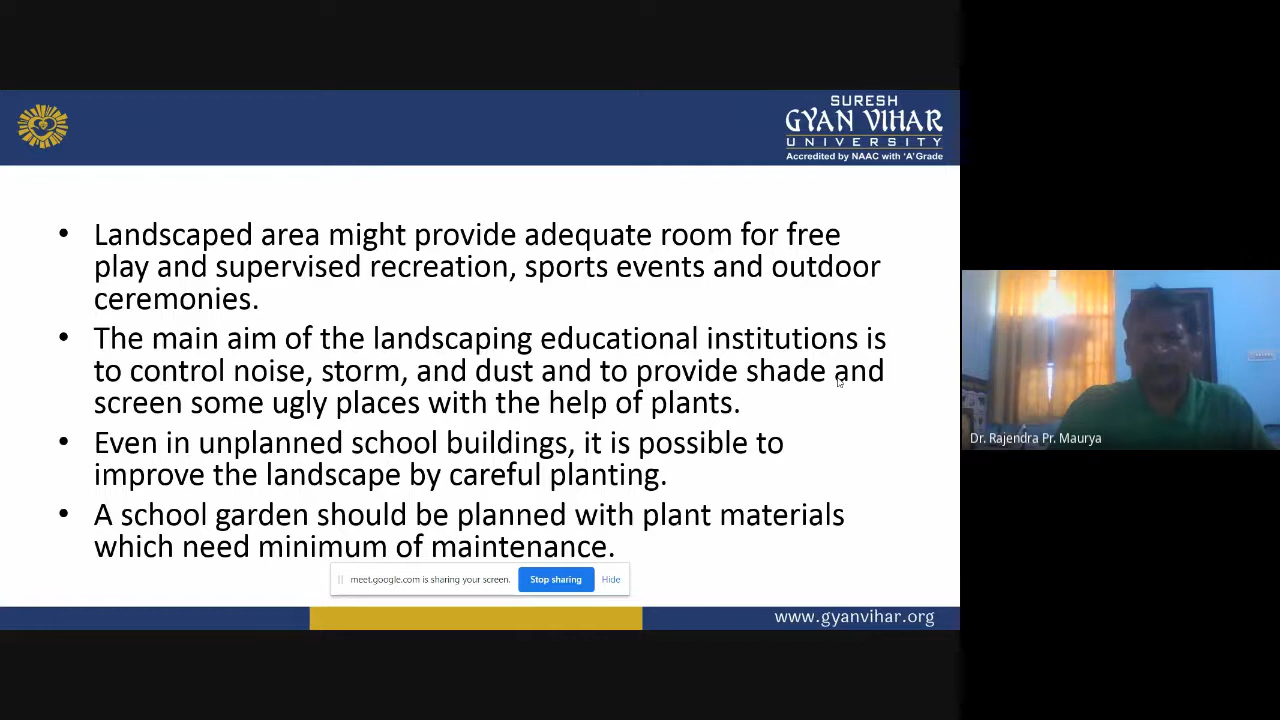 SURESH
GYAN VIHAR
UNIVERSITY
Accredited by NAAC with 'A'Grade
• Landscaped area might provide adequate room for free
play and supervised recreation, sports events and outdoor
ceremonies.
• The main aim of the landscaping educational institutions is
to control noise, storm, and dust and to provide shade and
screen some ugly places with the help of plants.
• Even in unplanned school buildings, it is possible to
improve the landscape by careful planting.
• A school garden should be planned with plant materials
which need minimum of maintenance.
meet.google.com is sharing your screen. Stop sharing Hide
www.gyanvihar.org
Dr. Rajendra Pr. Maurya